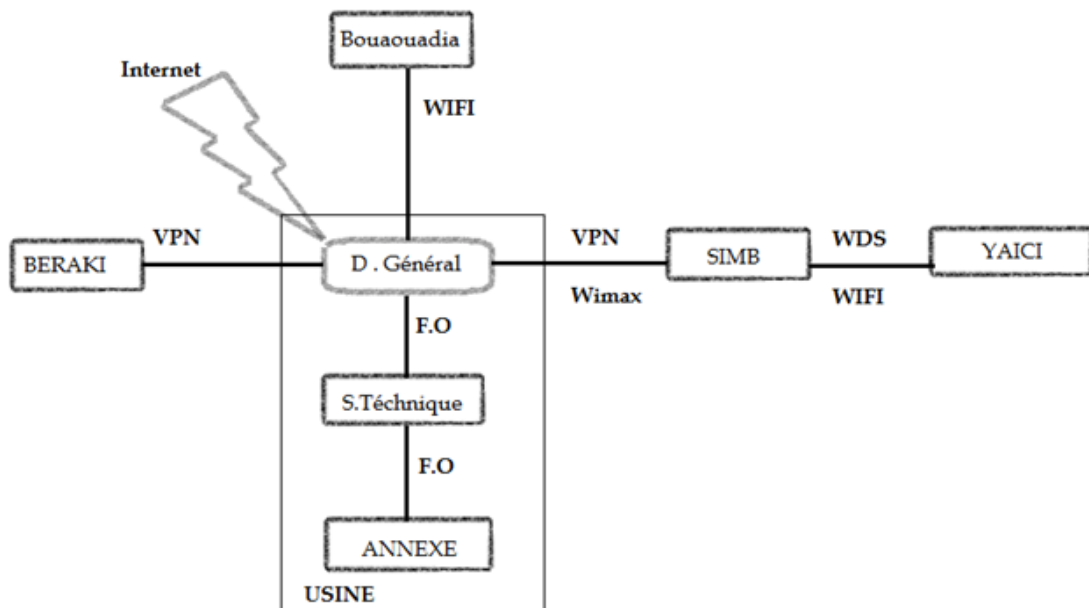 Bouaouadia
Internet
WIFI
VPN
BERAKI
D . Général
VPN
Wimax
SIMB
WDS
WIFI
YAICI
F.O
S.Téchnique
F.O
ANNEXE
USINE